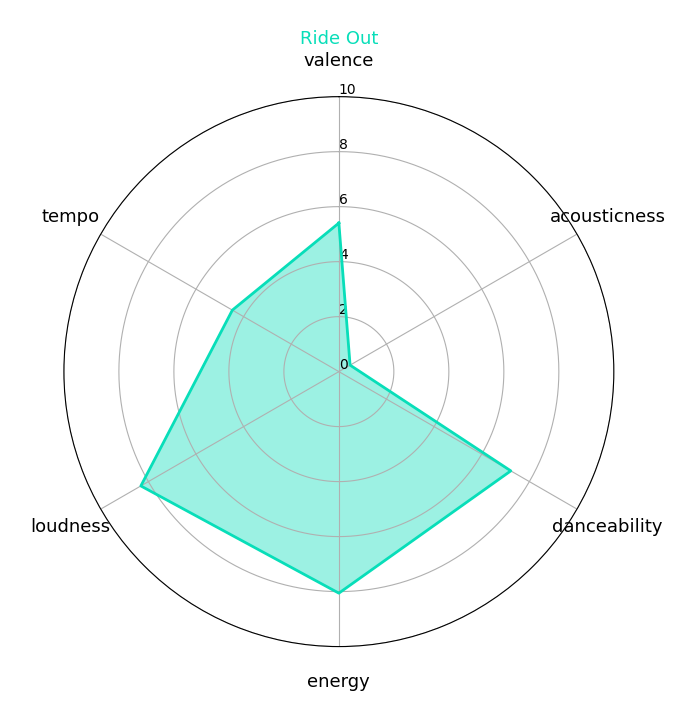 Ride Out
valence
10
8
6
4
2
0
tempo
acousticness
loudness
danceability
energy